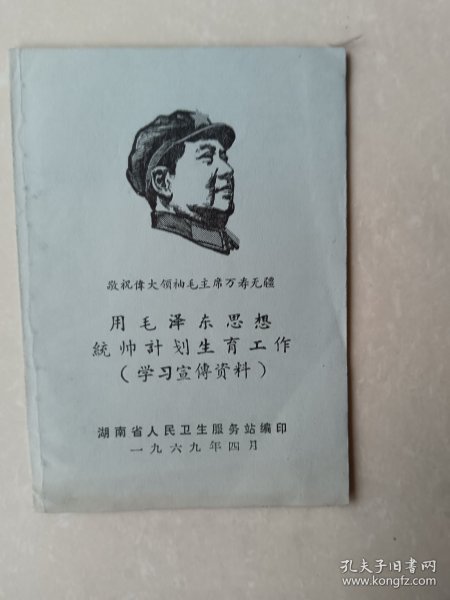 敬祝偉大领袖毛主席万寿无疆
用毛泽东思想
統帅計划生育工作
(学习宣傳资料)
湖南省人民卫生服务站编印
一九六九年四月
孔夫子旧书网
www.kongfz.com